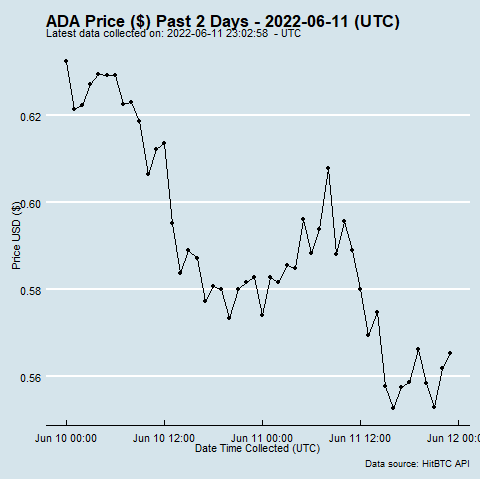 ADA Price ($) Past 2 Days - 2022-06-11 (UTC)
Latest data collected on: 2022-06-11 23:02:58 - UTC
0.62
0.60
0.58
0.56
Price USD ($)
Jun 10 00:00 Jun 10 12:00 Jun 11 00:00 Jun 11 12:00 Jun 12 00:0
Date Time Collected (UTC)
Data source: HitBTC API